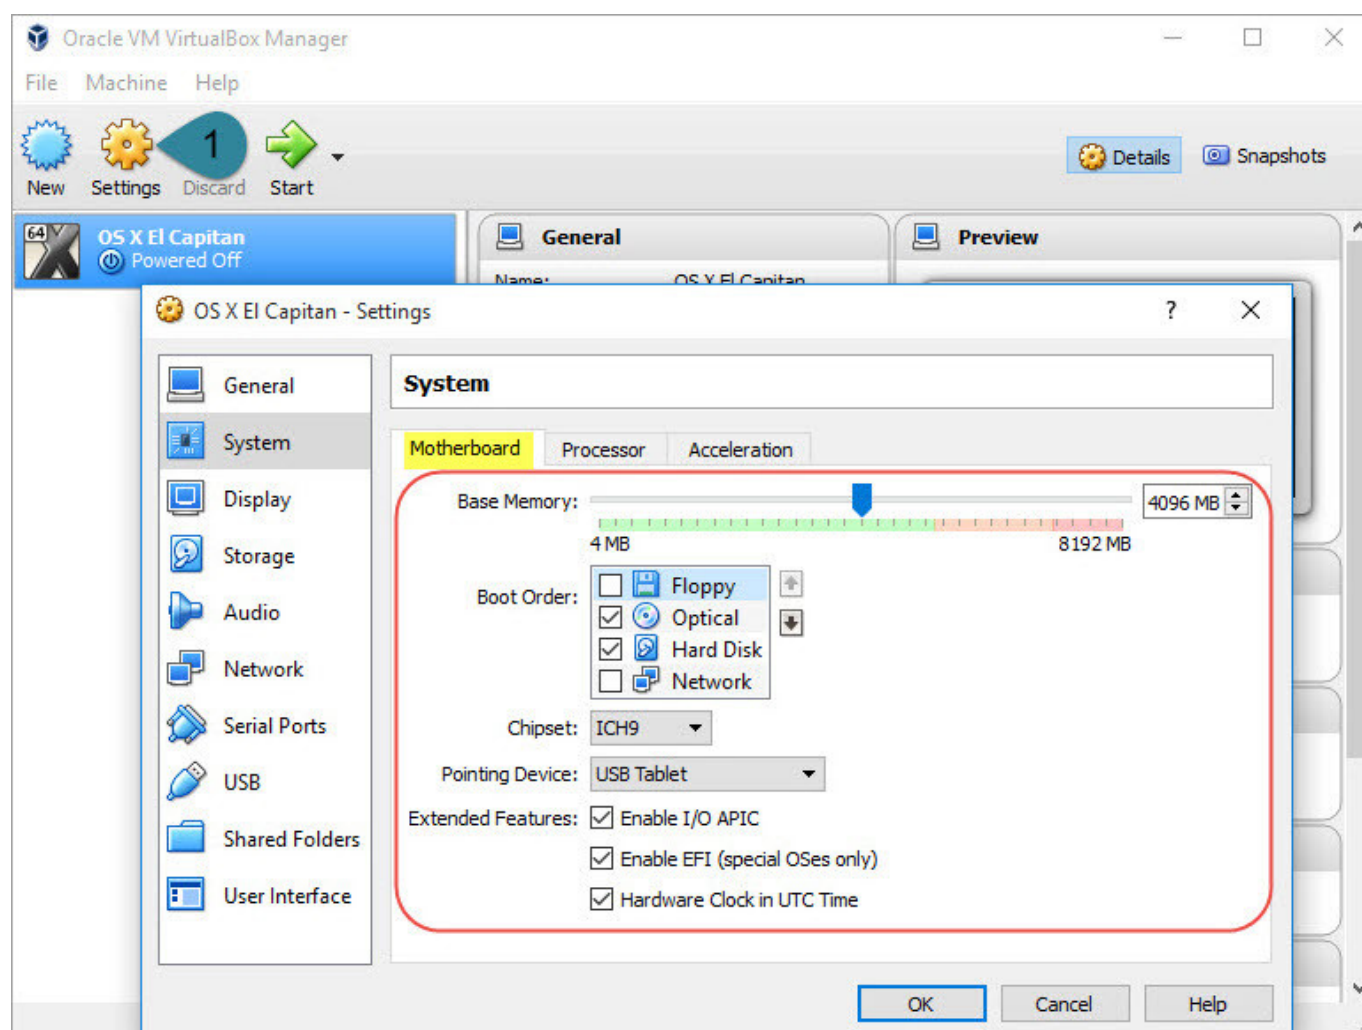 Oracle VM VirtualBox Manager
File Machine Help
1
New Settings Discard Start
Details Snapshots
64
OS X El Capitan
Powered Off
General
Preview
Name: OS X El Capitan
OS X El Capitan - Settings ?
General
System
Display
Storage
Audio
Network
Serial Ports
USB
Shared Folders
User Interface
System
Motherboard Processor Acceleration
Base Memory: 4096 MB
4 MB 8192 MB
Boot Order:
Floppy
Optical
Hard Disk
Network
Chipset: ICH9
Pointing Device: USB Tablet
Extended Features: Enable I/O APIC
Enable EFI (special OSes only)
Hardware Clock in UTC Time
OK Cancel Help